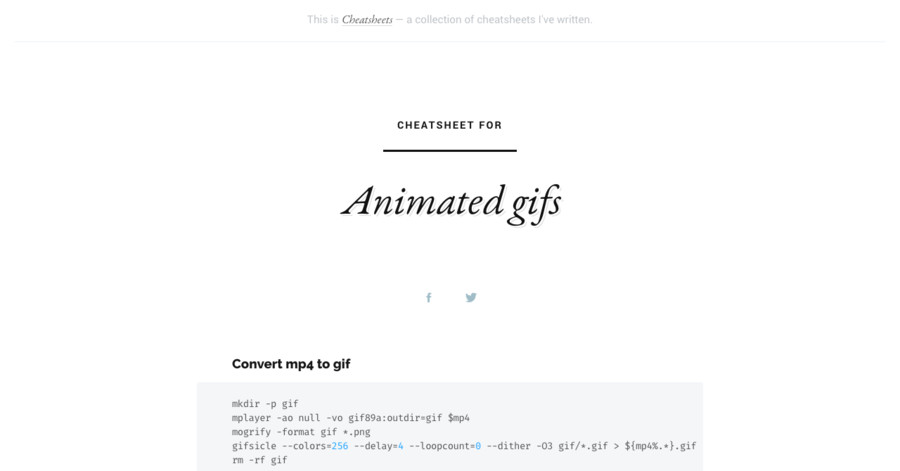 This is Cheatsheets — a collection of cheatsheets I've written.
CHEATSHEET FOR
Animated gifs
Convert mp4 to gif
mkdir -p gif
mplayer -ao null -vo gif89a:outdir=gif $mp4
mogrify -format gif *.png
gifsicle --colors=256 --delay=4 --loopcount=0 --dither -O3 gif/*.gif > ${mp4%.*}.gif
rm -rf gif